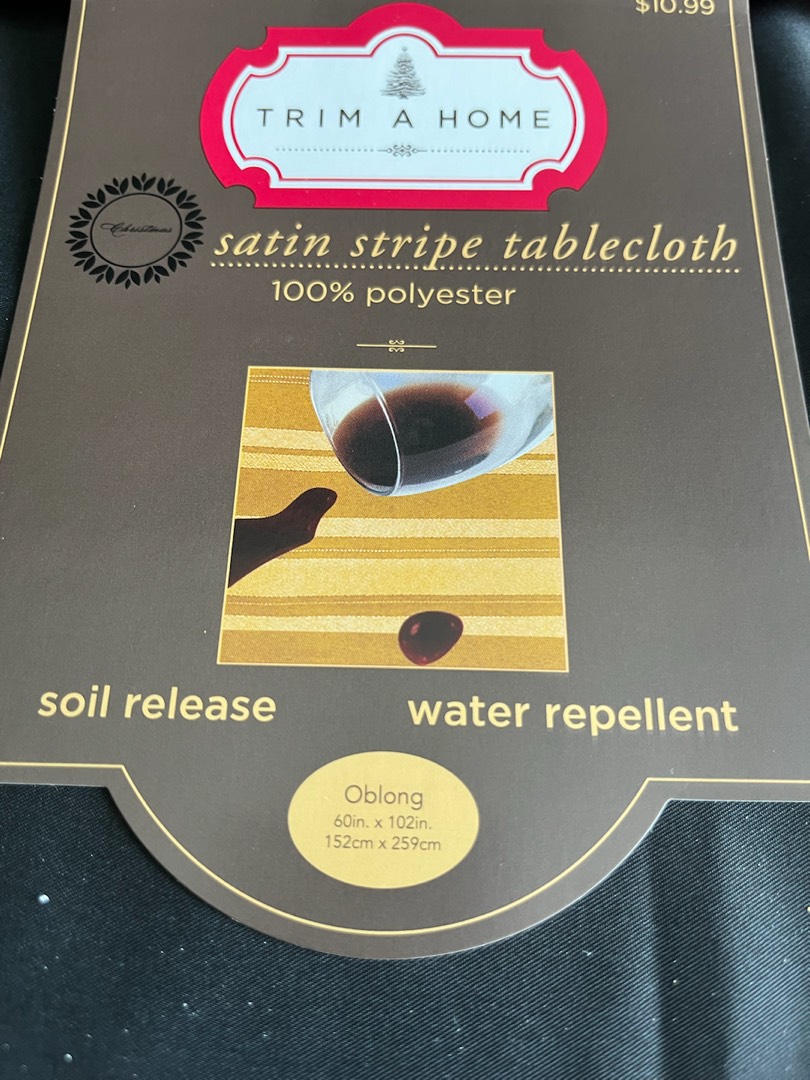 $10.99
TRIM A HOME
Christmas
satin stripe tablecloth
100% polyester
soil release
water repellent
Oblong
60in. x 102in.
152cm x 259cm